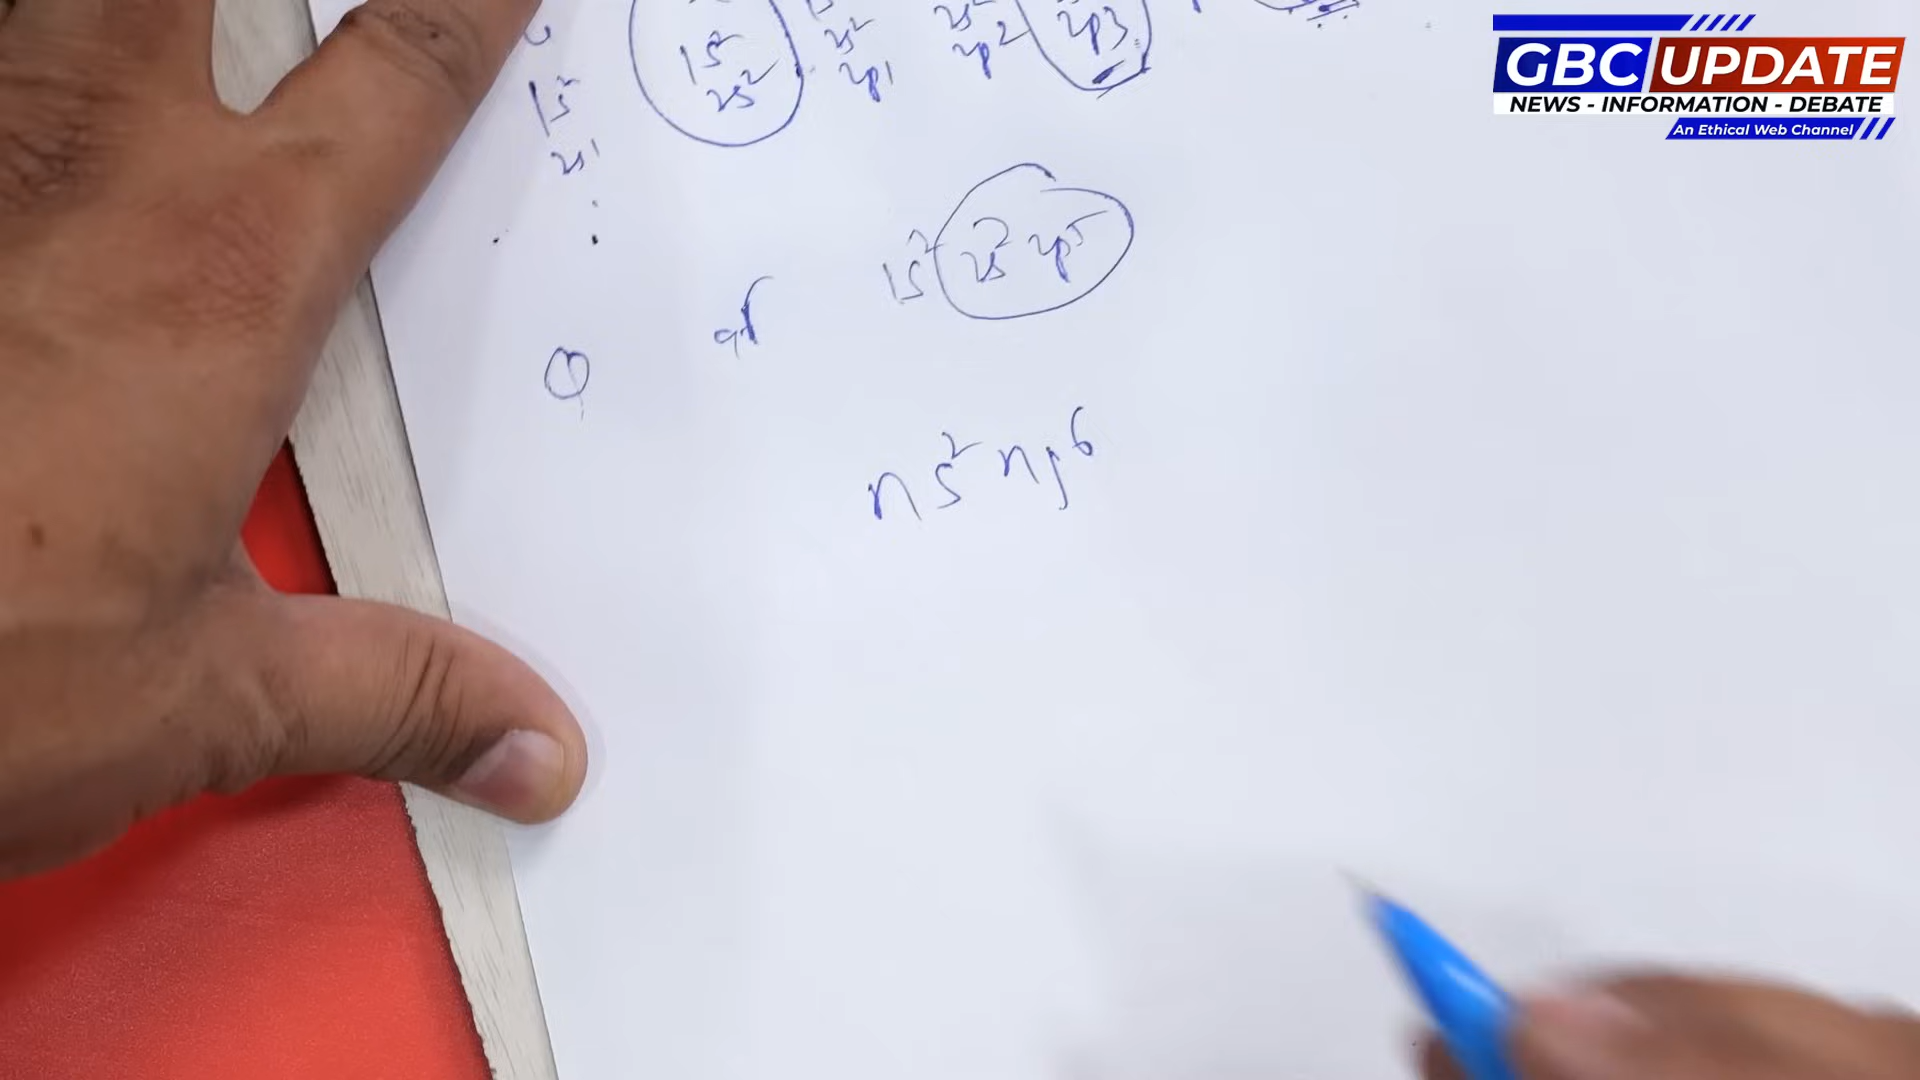 GBC UPDATE
NEWS - INFORMATION - DEBATE
An Ethical Web Channel
1s² 1s² 2s² 2s²
2s² 2p1 2p2 2p3
1s²
2s1
1s² 2s² 2p5
ns² np6